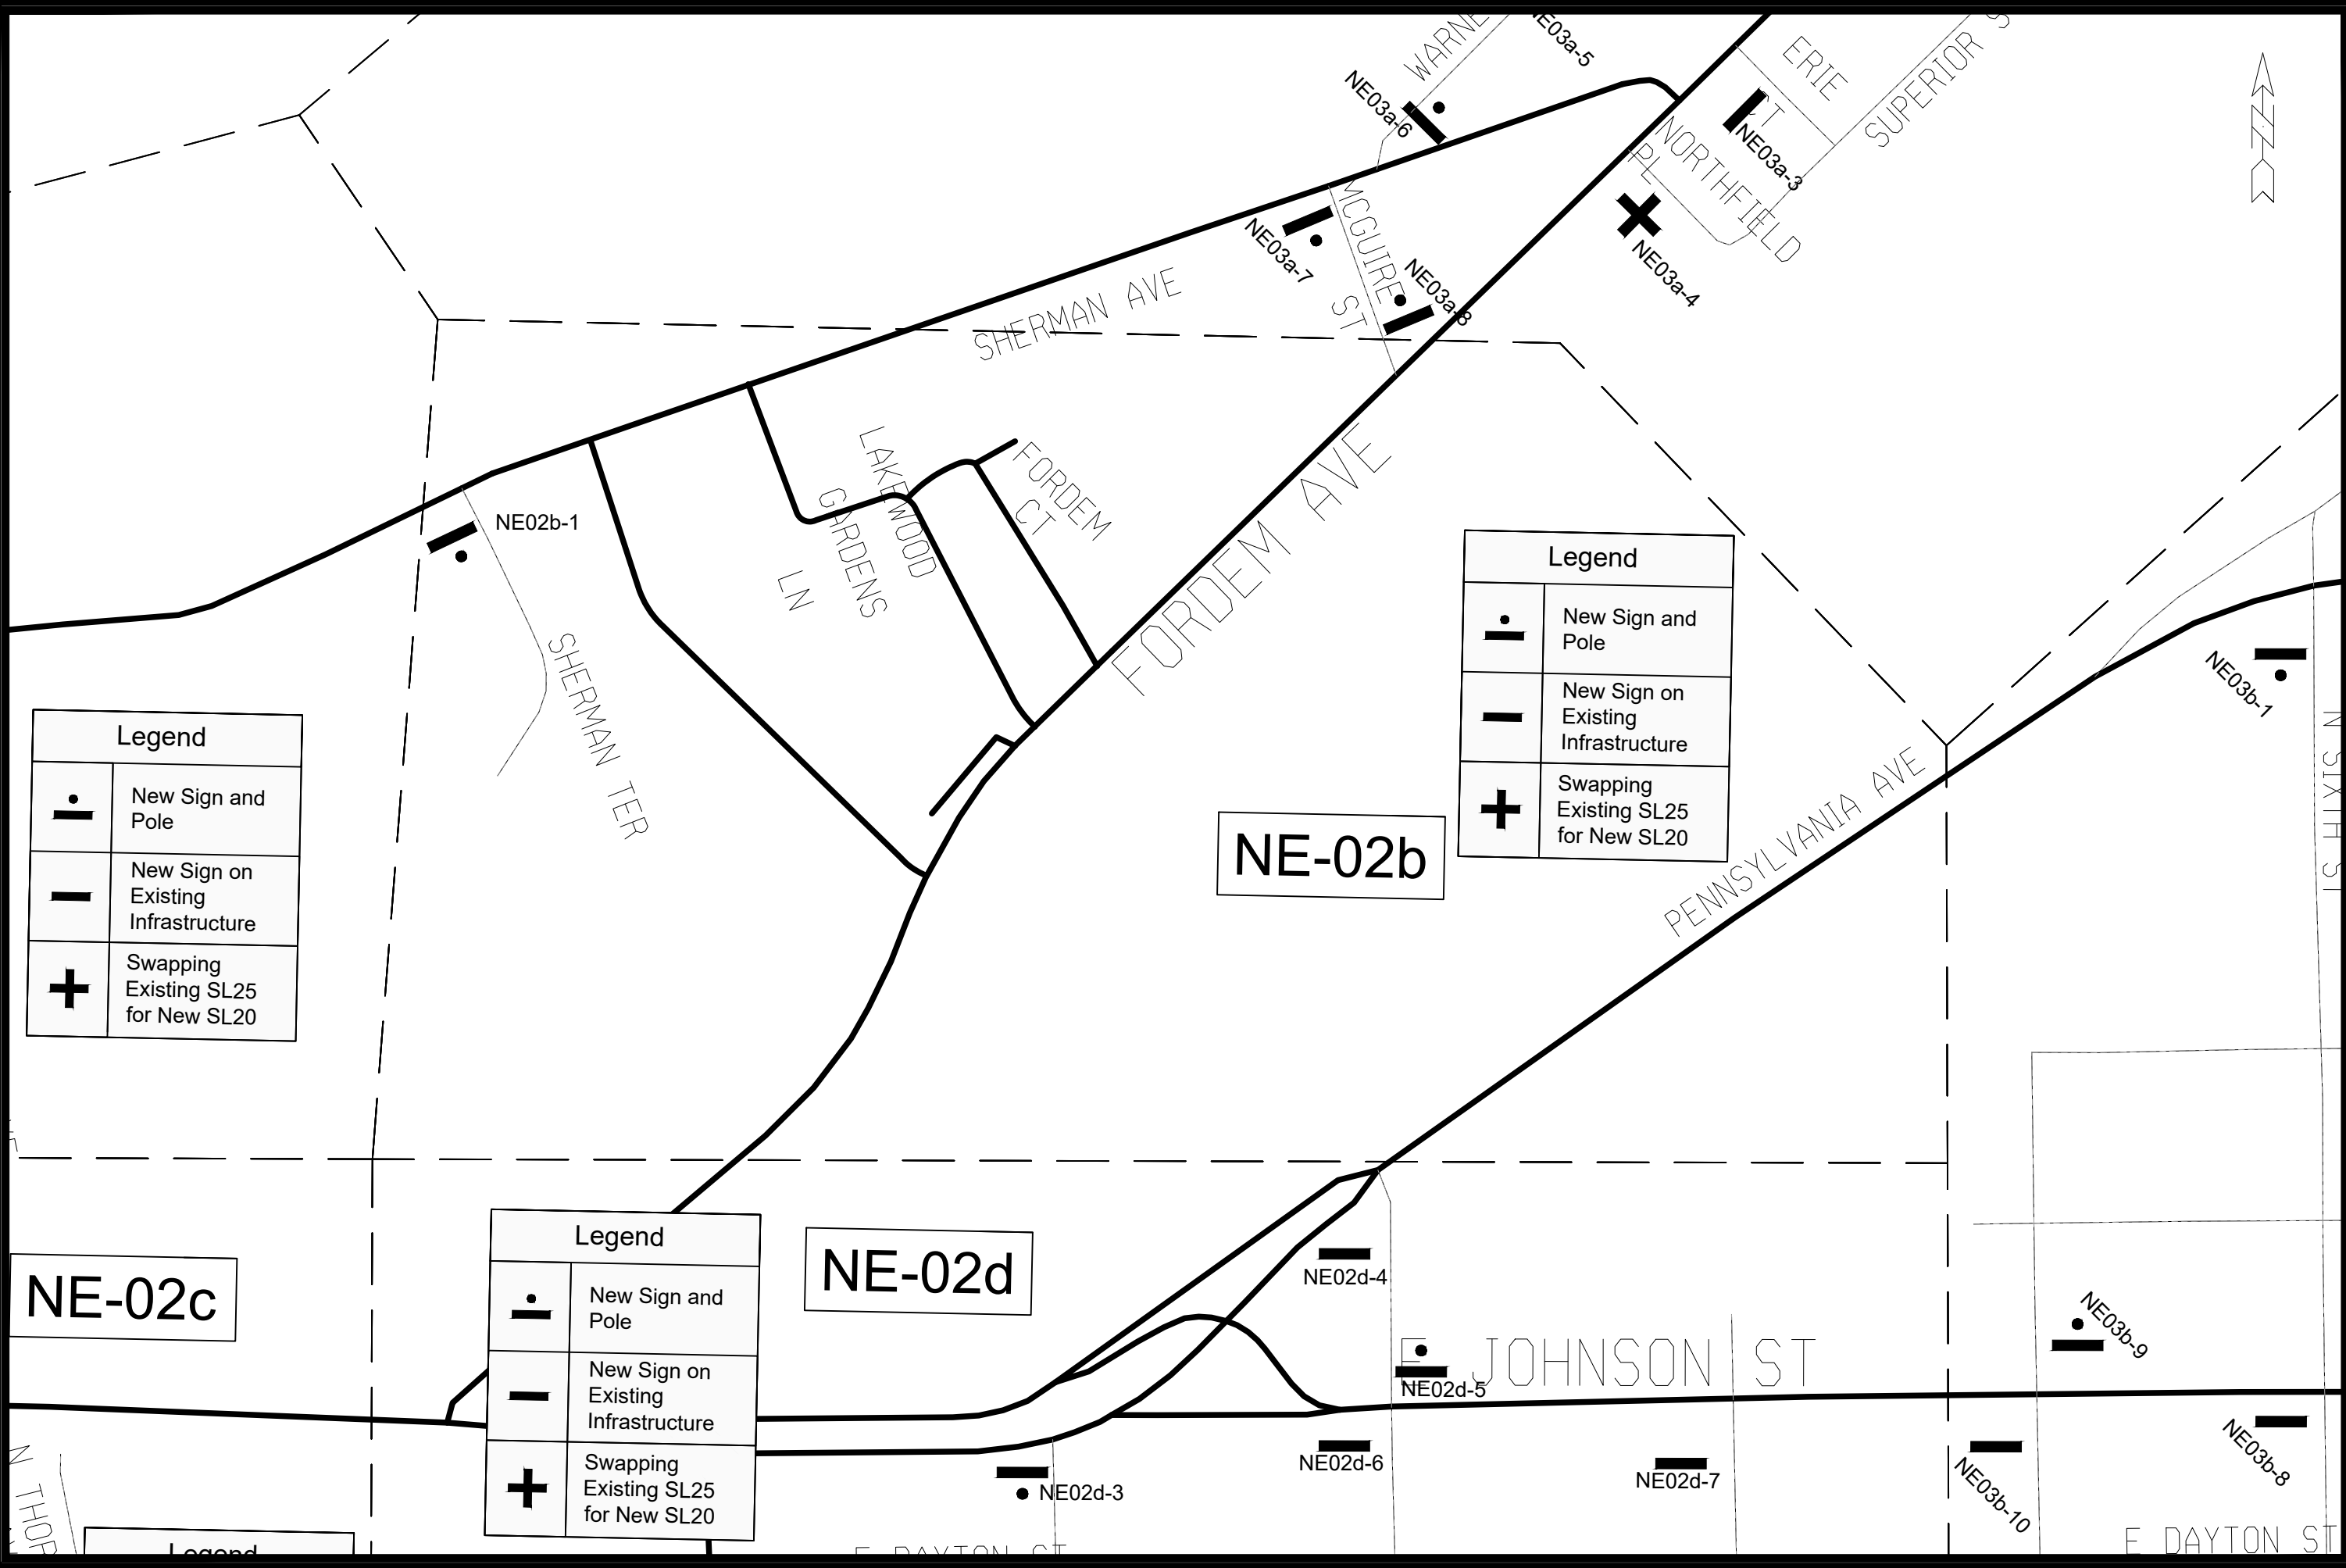 NE03a-5
ERIE
CT
SUPERIOR S
NE03a-6
NE03a-3
NORTHFIELD
PL
MCGUIRE
ST
NE03a-7
NE03a-8
NE03a-4
SHERMAN AVE
LAKEWOOD
GARDENS
LN
FORDEM
CT
FORDEM AVE
NE02b-1
SHERMAN TER
Legend
New Sign and
Pole
New Sign on
Existing
Infrastructure
Swapping
Existing SL25
for New SL20
NE03b-1
N SIXTH ST
Legend
New Sign and
Pole
New Sign on
Existing
Infrastructure
Swapping
Existing SL25
for New SL20
NE-02b
PENNSYLVANIA AVE
NE-02c
Legend
New Sign and
Pole
New Sign on
Existing
Infrastructure
Swapping
Existing SL25
for New SL20
NE-02d
NE02d-4
NE03b-9
E JOHNSON ST
NE02d-5
NE02d-6
NE02d-7
NE02d-3
NE03b-10
NE03b-8
N THOR
Legend
E DAYTON ST
E DAYTON ST